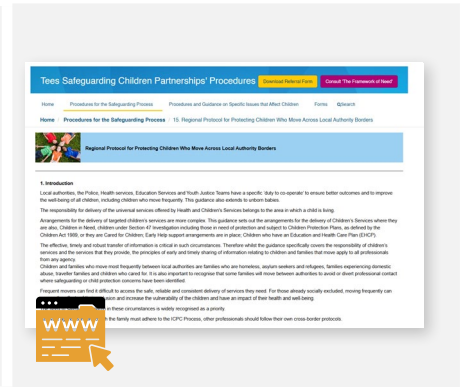 Tees Safeguarding Children Partnerships' Procedures
Download Referral Form
Consult 'The Framework of Need'
Home Procedures for the Safeguarding Process Procedures and Guidance on Specific Issues that Affect Children Forms Search
Home / Procedures for the Safeguarding Process / 15. Regional Protocol for Protecting Children Who Move Across Local Authority Borders
Regional Protocol for Protecting Children Who Move Across Local Authority Borders
1. Introduction
Local authorities, the Police, Health services, Education Services and Youth Justice Teams have a specific 'duty to co-operate' to ensure better outcomes and to improve
the well-being of all children, including children who move frequently. This guidance also extends to unborn babies.
The responsibility for delivery of the universal services offered by Health and Children's Services belongs to the area in which a child is living.
Arrangements for the delivery of targeted children's services are more complex. This guidance sets out the arrangements for the delivery of Children's Services where they
are also, Children in Need, children under Section 47 Investigation including those in need of protection and subject to Child Protection Plans, as defined by the
Children Act 1989, or they are Cared for Children; Early Help support arrangements are in place; Children who have an Education and Health Care Plan (EHCP)
The effective, timely and robust transfer of information is critical in such circumstances. Therefore whilst the guidance specifically covers the responsibility of children's
services and the services that they provide, the principles of early and timely sharing of information relating to children and families that move apply to all professionals
from any agency.
Children and families who move most frequently between local authorities are families who are homeless, asylum seekers and refugees, families experiencing domestic
abuse, traveller families and children who cared for. It is also important to recognise that some families will move between authorities to avoid or divert professional contact
where safeguarding or child protection concerns have been identified.
Frequent movers can find it difficult to access the safe, reliable and consistent delivery of services they need. For those already socially excluded, moving frequently can
sion and increase the vulnerability of the children and have an impact of their health and well-being
in these circumstances is widely recognised as a priority.
the family must adhere to the ICPC Process, other professionals should follow their own cross-border protocols.
www